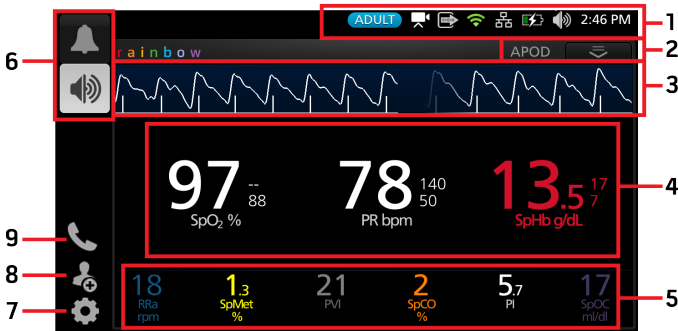 ADULT 2:46 PM 1
rainbow APOD 2
6
3
97 -- 88 78 140 50 13.5 17 7
SpO₂ % PR bpm SpHb g/dL
4
9
8
7
18 1.3 21 2 5.7 17
RRa SpMet PVI SpCO PI SpOC
rpm % % ml/dl
5